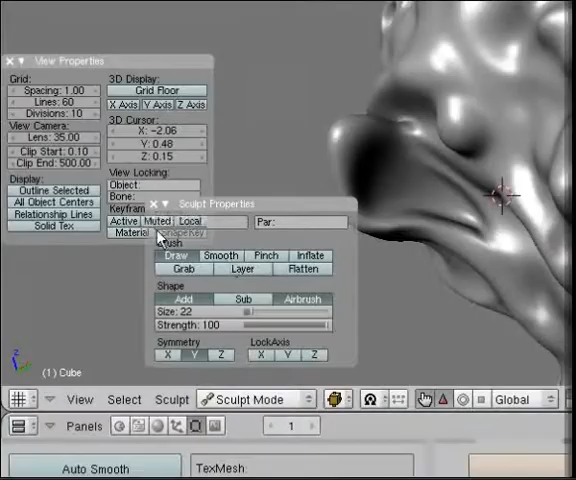 View Properties
Grid:
Spacing: 1.00
Lines: 60
Divisions: 10
View Camera:
Lens: 35.00
Clip Start: 0.10
Clip End: 500.00
Display:
Outline Selected
All Object Centers
Relationship Lines
Solid Tex
3D Display:
Grid Floor
X Axis Y Axis Z Axis
3D Cursor:
X: -2.06
Y: 0.48
Z: 0.15
View Locking:
Object:
Bone:
Keyfram
Active Muted Local
Material
Sculpt Properties
Par:
Brush
Draw Smooth Pinch Inflate
Grab Layer Flatten
Shape
Add Sub Airbrush
Size: 22
Strength: 100
Symmetry LockAxis
X Y Z X Y Z
z
(1) Cube
View Select Sculpt Sculpt Mode Global
Panels 1
Auto Smooth TexMesh: